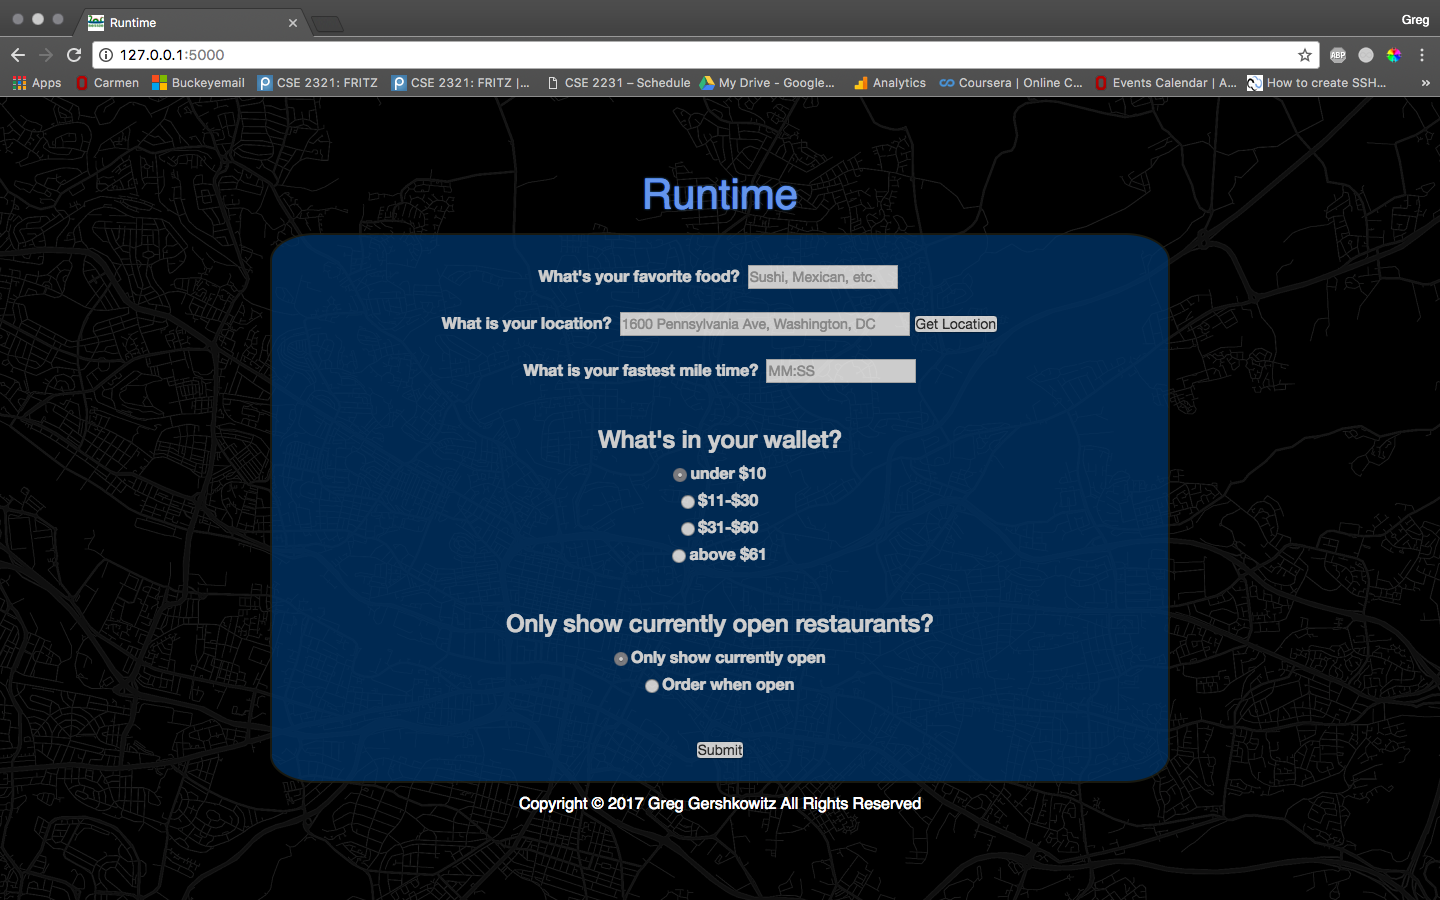 Runtime
Greg
127.0.0.1:5000
ABP
Apps Carmen Buckeyemail CSE 2321: FRITZ CSE 2321: FRITZ |... CSE 2231 – Schedule My Drive - Google... Analytics Coursera | Online C... Events Calendar | A... How to create SSH... »
Runtime
What's your favorite food? Sushi, Mexican, etc.
What is your location? 1600 Pennsylvania Ave, Washington, DC Get Location
What is your fastest mile time? MM:SS
What's in your wallet?
under $10
$11-$30
$31-$60
above $61
Only show currently open restaurants?
Only show currently open
Order when open
Submit
Copyright © 2017 Greg Gershkowitz All Rights Reserved